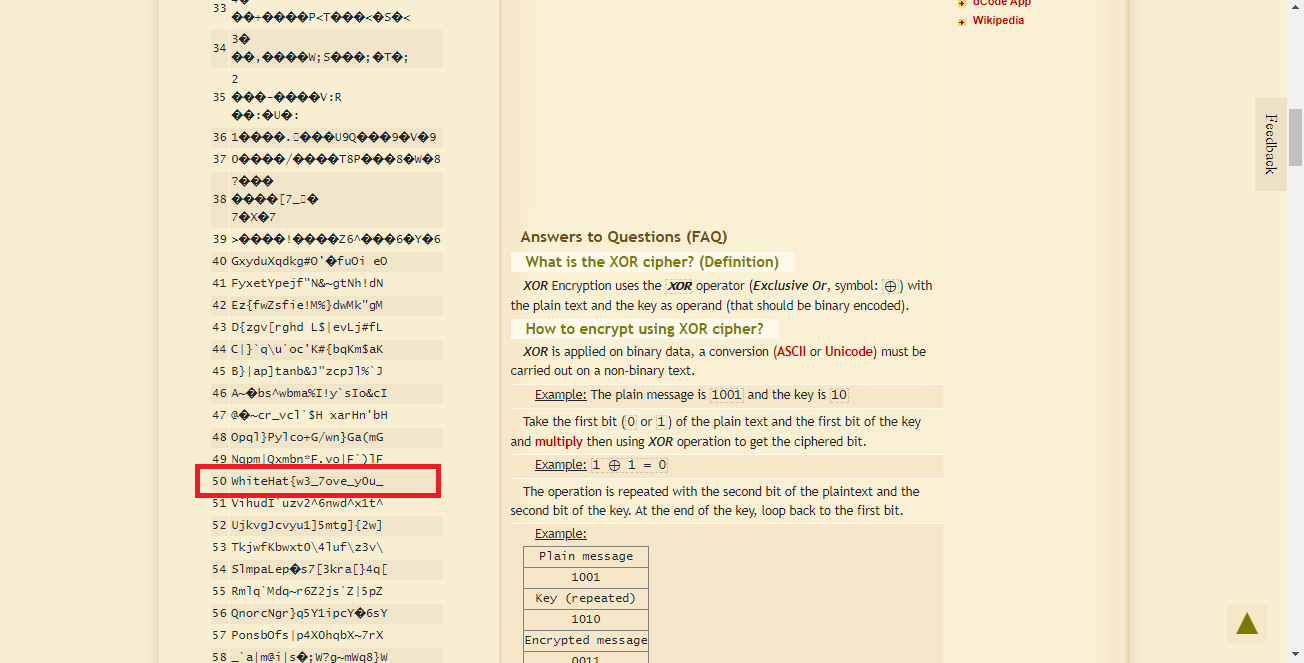 33
��+����P<T���<�S�<
34
3�
��,����W;S���;�T�;
2
35
���-����V:R
��:�U�:
36 1����.���U9Q���9�V�9
37 0����/����T8P���8�W�8
?���
38
����[7_�
7�X�7
39 >����!����Z6^���6�Y�6
40 GxyduXqdkg#O'�fuOi eO
41 FyxetYpejf"N&~gtNh!dN
42 Ez{fwZsfie!M%}dwMk"gM
43 D{zgv[rghd L$|evLj#fL
44 C|}`q\u`oc'K#{bqKm$aK
45 B}|ap]tanb&J"zcpJl%`J
46 A~�bs^wbma%I!y`sIo&cI
47 @�~cr_vcl`$H xarHn'bH
48 Opql}Pylco+G/wn}Ga(mG
49 Nqpm|Qxmbn*F.vo|F`)lF
50 WhiteHat{w3_7ove_y0u_
51 VihudI`uzv2^6nwd^x1t^
52 UjkvgJcvyu1]5mtg]{2w]
53 TkjwfKbwxt0\4luf\z3v\
54 SlmpaLep�s7[3kra[}4q[
55 Rmlq`Mdq~r6Z2js`Z|5pZ
56 QnorcNgr}q5Y1ipcY�6sY
57 PonsbOfs|p4X0hqbX~7rX
58 _`a|m@i|s�;W?g~mWq8}W
dCode App
Wikipedia
Feedback
Answers to Questions (FAQ)
What is the XOR cipher? (Definition)
XOR Encryption uses the XOR operator (Exclusive Or, symbol: ⊕) with
the plain text and the key as operand (that should be binary encoded).
How to encrypt using XOR cipher?
XOR is applied on binary data, a conversion (ASCII or Unicode) must be
carried out on a non-binary text.
Example: The plain message is 1001 and the key is 10
Take the first bit (0 or 1) of the plain text and the first bit of the key
and multiply then using XOR operation to get the ciphered bit.
Example: 1 ⊕ 1 = 0
The operation is repeated with the second bit of the plaintext and the
second bit of the key. At the end of the key, loop back to the first bit.
Example:
Plain message
1001
Key (repeated)
1010
Encrypted message
0011